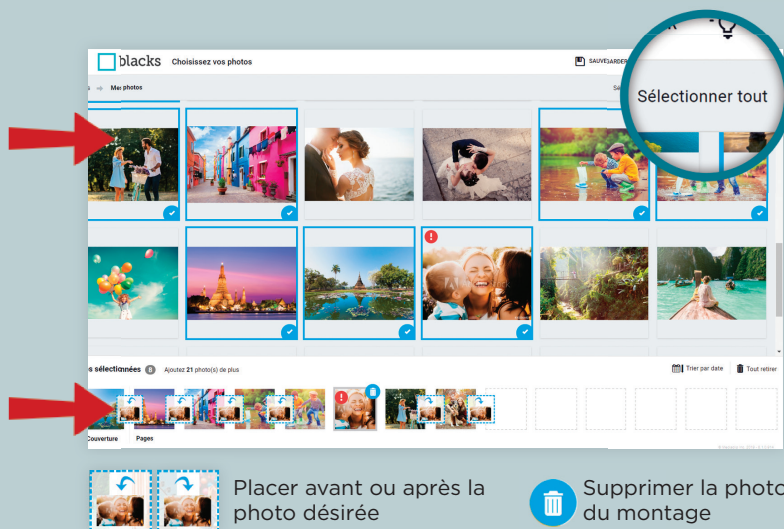 blacks Choisissez vos photos SAUVEGARDER
Mes photos
Sélectionner tout
sélectionnées 8 Ajoutez 21 photo(s) de plus Trier par date Tout retirer
Couverture Pages
Placer avant ou après la
photo désirée
Supprimer la photo
du montage